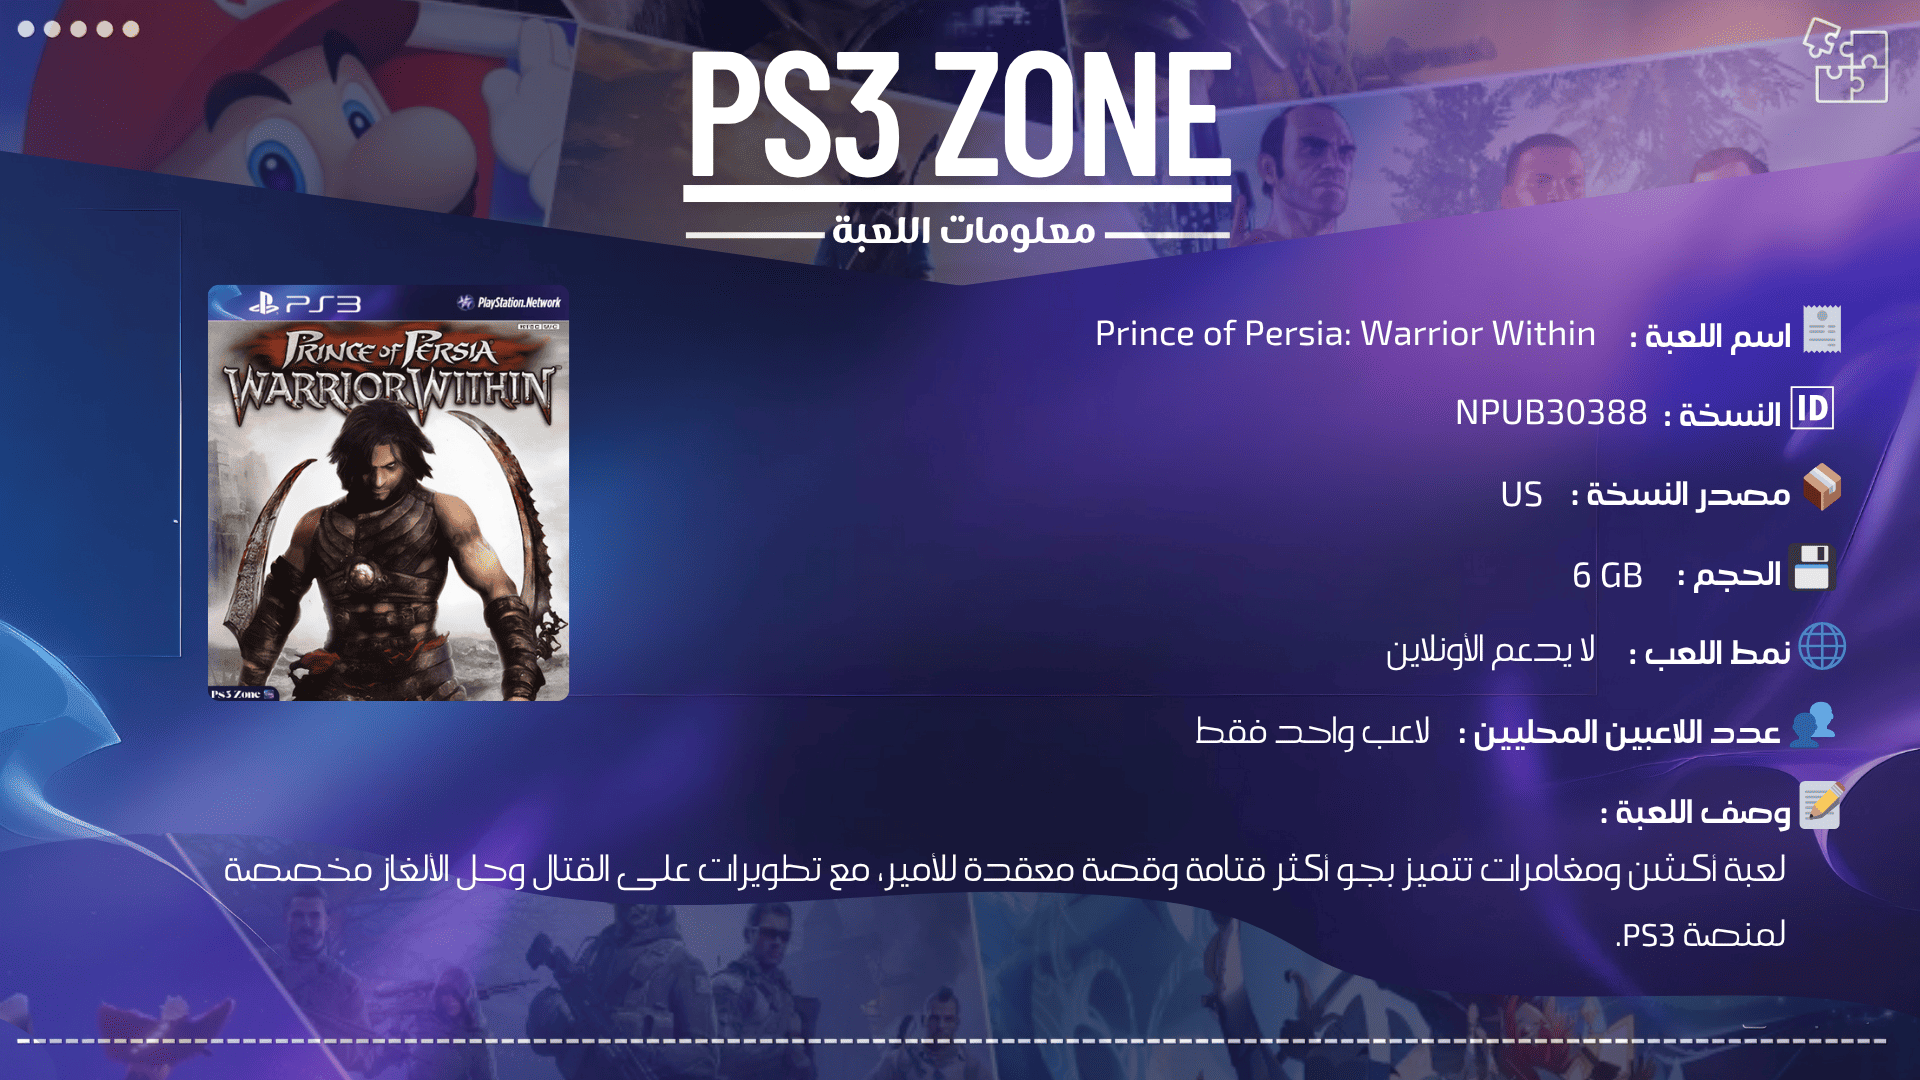 PS3 ZONE
معلومات اللعبة
PS3
PlayStation.Network
PRINCE OF PERSIA
WARRIOR WITHIN
Ps3 Zone
اسم اللعبة : Prince of Persia: Warrior Within
ID النسخة : NPUB30388
مصدر النسخة : US
الحجم : 6 GB
نمط اللعب : لا يدعم الأونلاين
عدد اللاعبين المحليين : لاعب واحد فقط
وصف اللعبة :
لعبة أكشن ومغامرات تتميز بجو أكثر قتامة وقصة معقدة للأمير، مع تطويرات على القتال وحل الألغاز مخصصة
لمنصة PS3.